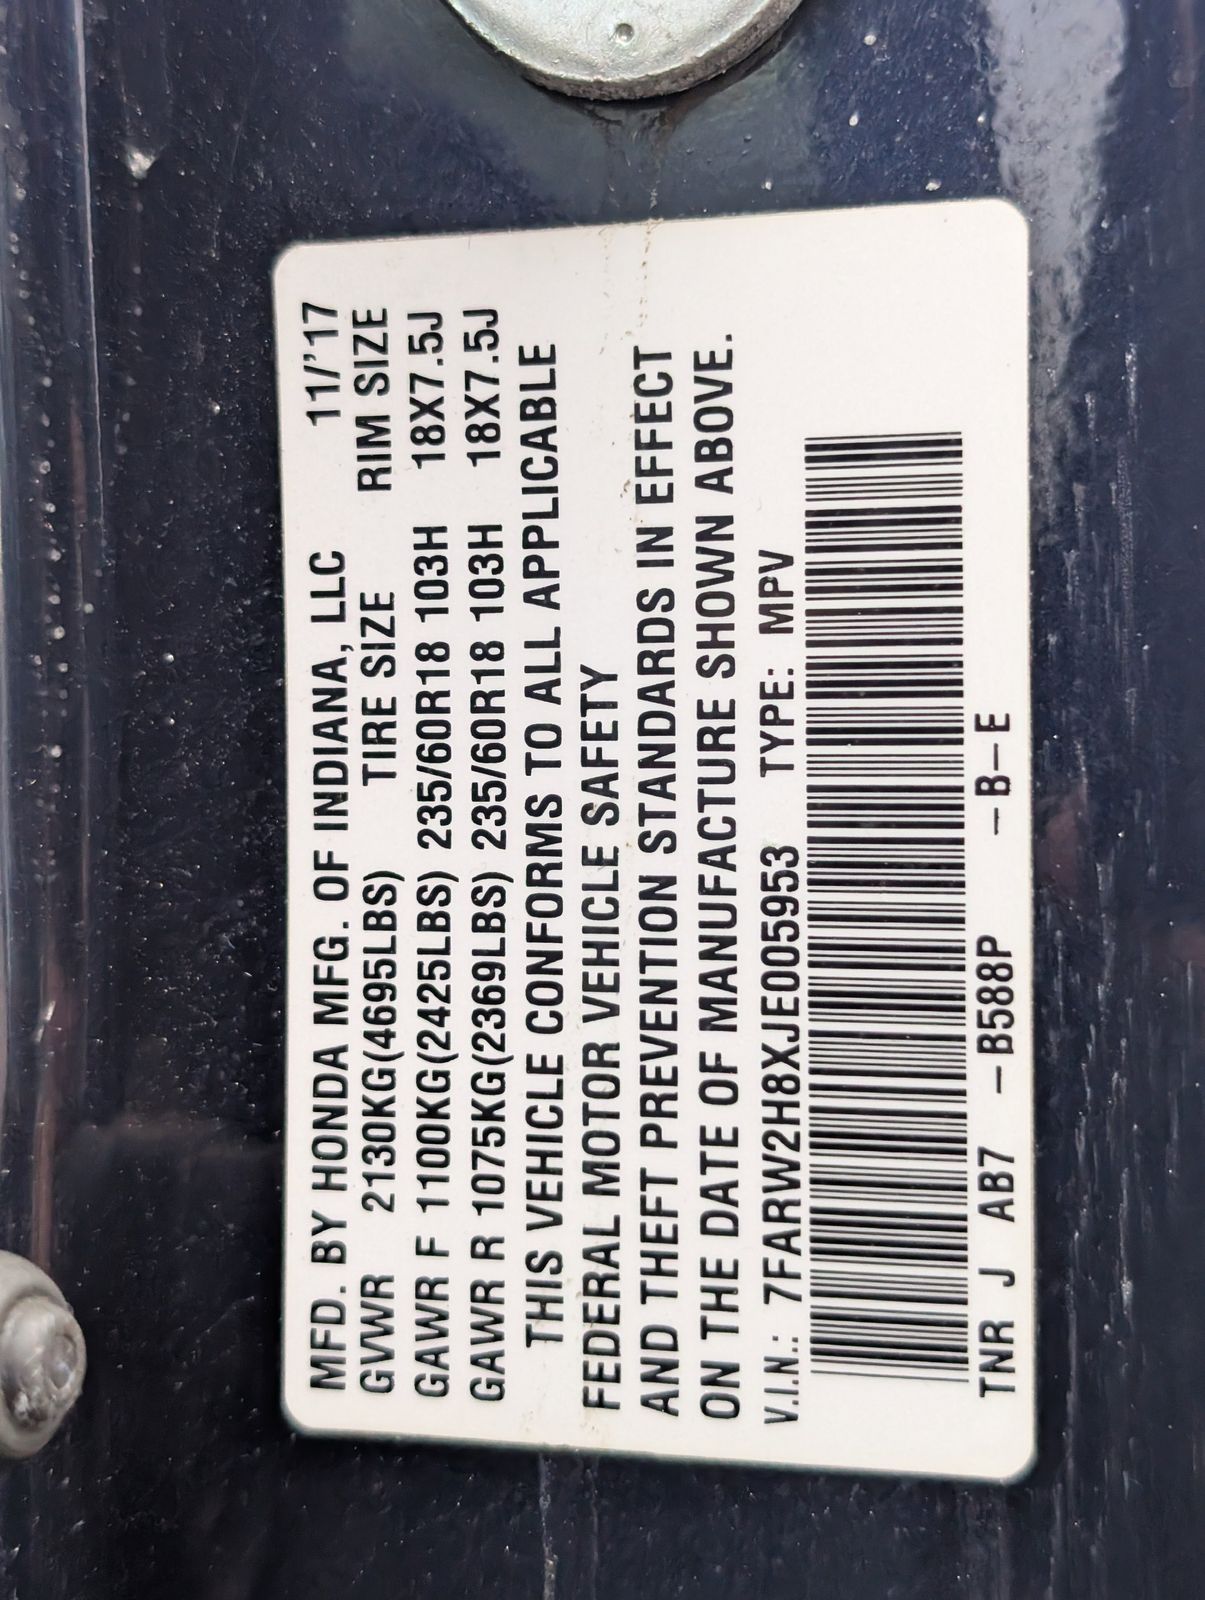 MFD. BY HONDA MFG. OF INDIANA, LLC 11/'17
GVWR 2130KG(4695LBS) TIRE SIZE RIM SIZE
GAWR F 1100KG(2425LBS) 235/60R18 103H 18X7.5J
GAWR R 1075KG(2369LBS) 235/60R18 103H 18X7.5J
THIS VEHICLE CONFORMS TO ALL APPLICABLE
FEDERAL MOTOR VEHICLE SAFETY
AND THEFT PREVENTION STANDARDS IN EFFECT
ON THE DATE OF MANUFACTURE SHOWN ABOVE.
V.I.N.: 7FARW2H8XJE005953 TYPE: MPV
TNR J AB7 –B588P –B–E